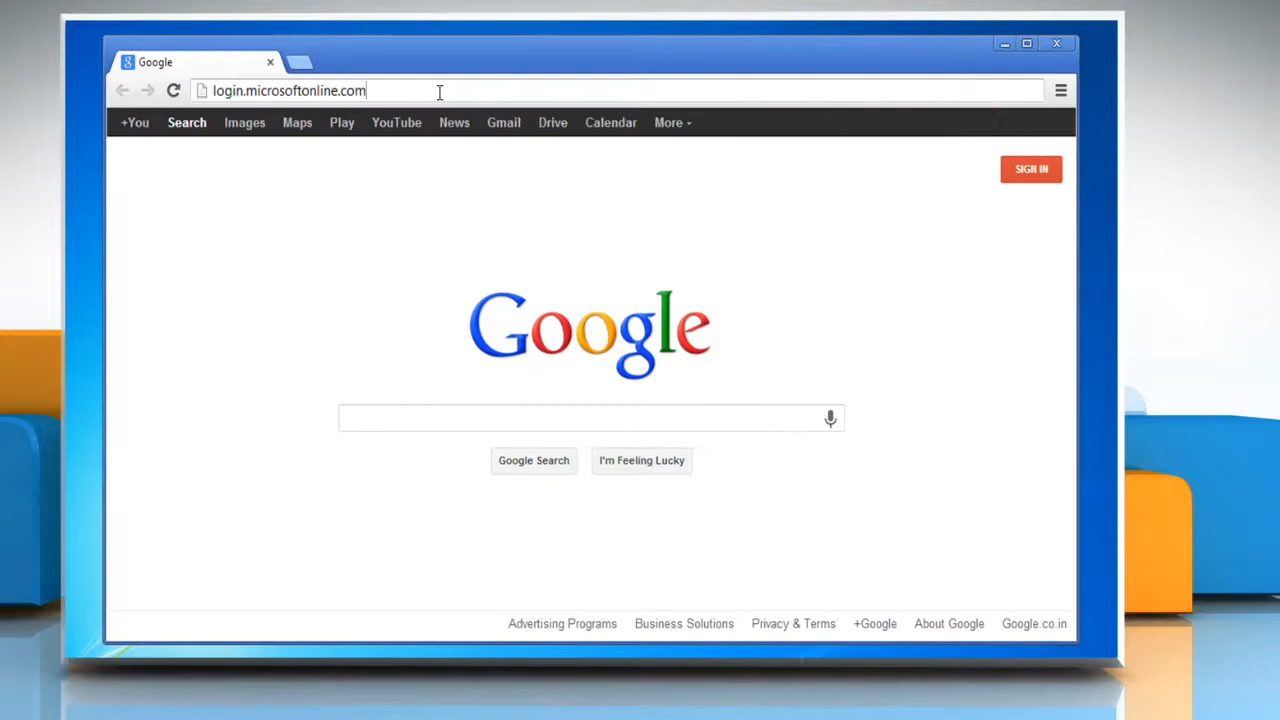 Google
login.microsoftonline.com
+You Search Images Maps Play YouTube News Gmail Drive Calendar More
SIGN IN
Google
Google Search I'm Feeling Lucky
Advertising Programs Business Solutions Privacy & Terms +Google About Google Google.co.in